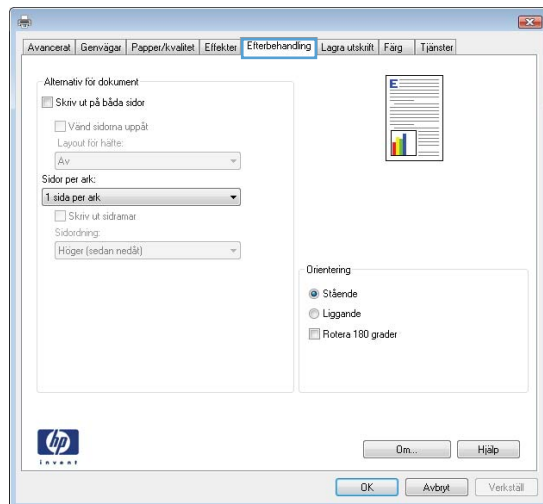 Avancerat Genvägar Papper/kvalitet Effekter Efterbehandling Lagra utskrift Färg Tjänster
Alternativ för dokument
Skriv ut på båda sidor
Vänd sidorna uppåt
Layout för häfte:
Av
Sidor per ark:
1 sida per ark
Skriv ut sidramar
Sidordning:
Höger (sedan nedåt)
E
Orientering
Stående
Liggande
Rotera 180 grader
hp
invent
Om... Hjälp
OK Avbryt Verkställ